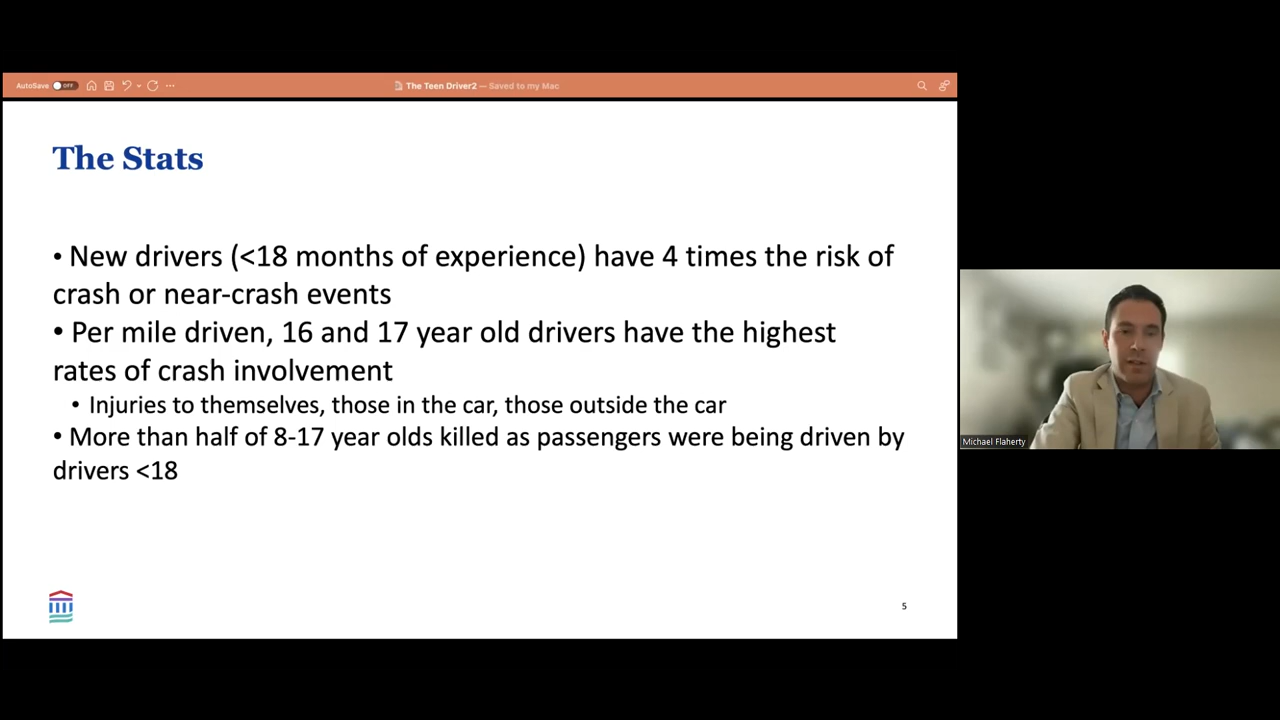 AutoSave OFF
The Teen Driver2 — Saved to my Mac
The Stats
• New drivers (<18 months of experience) have 4 times the risk of
crash or near-crash events
• Per mile driven, 16 and 17 year old drivers have the highest
rates of crash involvement
• Injuries to themselves, those in the car, those outside the car
• More than half of 8-17 year olds killed as passengers were being driven by
drivers <18
5
Michael Flaherty